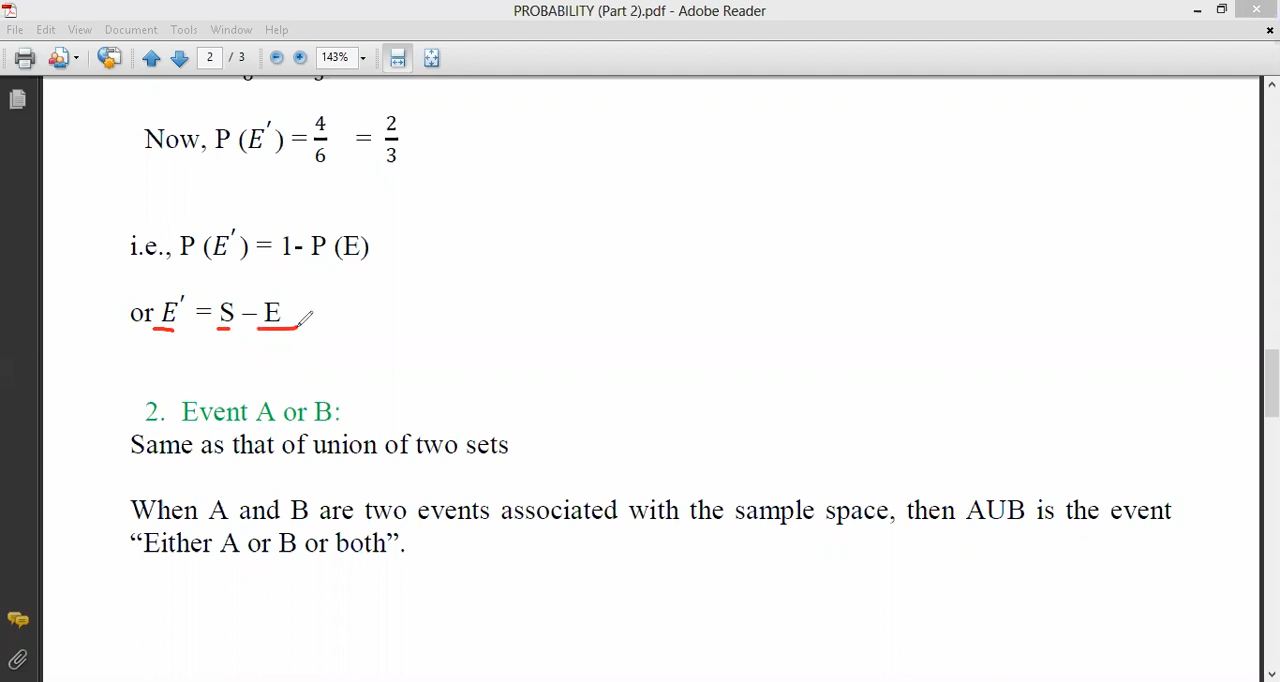 PROBABILITY (Part 2).pdf - Adobe Reader
File Edit View Document Tools Window Help
2 / 3 143%
Now, P (E′) = 4/6 = 2/3
i.e., P (E′) = 1- P (E)
or E′ = S – E
2. Event A or B:
Same as that of union of two sets
When A and B are two events associated with the sample space, then AUB is the event
“Either A or B or both”.